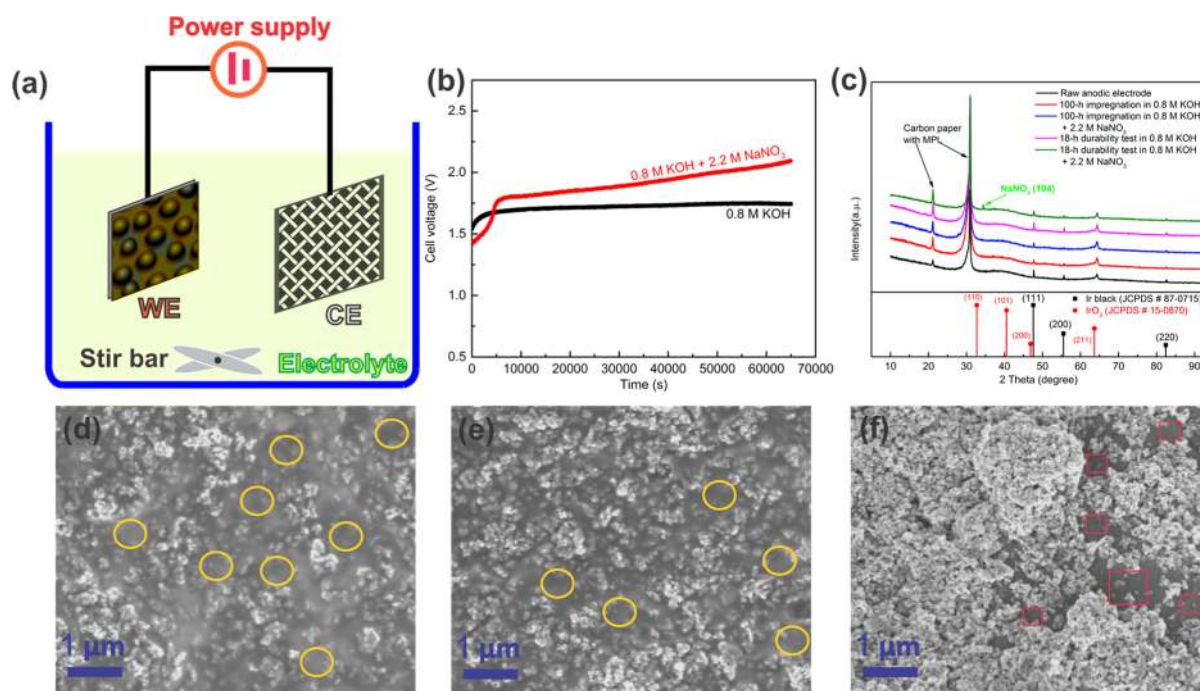 (a)
Power supply
WE
CE
Stir bar
Electrolyte
(b)
Cell voltage (V)
2.5
2.0
1.5
1.0
0.5
0.8 M KOH + 2.2 M NaNO₃
0.8 M KOH
0 10000 20000 30000 40000 50000 60000 70000
Time (s)
(c)
Intensity(a.u.)
Raw anodic electrode
100-h impregnation in 0.8 M KOH
100-h impregnation in 0.8 M KOH
+ 2.2 M NaNO₃
18-h durability test in 0.8 M KOH
18-h durability test in 0.8 M KOH
+ 2.2 M NaNO₃
Carbon paper
with MPL
NaNO₃ (104)
Ir black (JCPDS # 87-0715)
IrO₂ (JCPDS # 15-0870)
(110)
(101)
(200)
(111)
(200)
(211)
(220)
10 20 30 40 50 60 70 80 90
2 Theta (degree)
(d)
1 μm
(e)
1 μm
(f)
1 μm